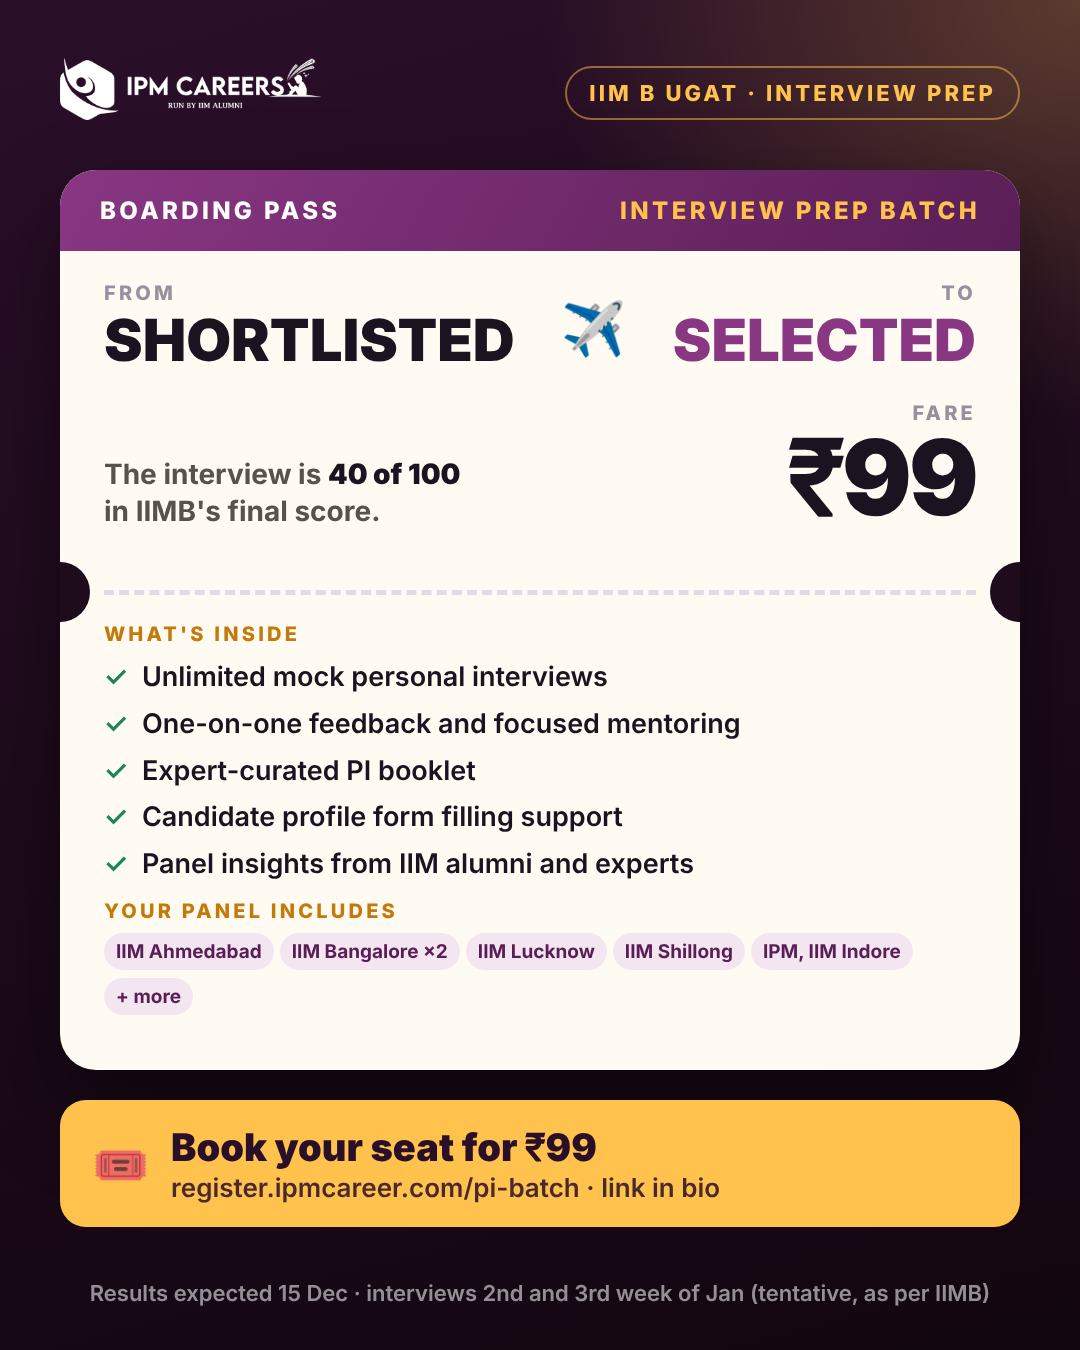 IPM CAREERS
RUN BY IIM ALUMNI
IIM B UGAT · INTERVIEW PREP
BOARDING PASS
INTERVIEW PREP BATCH
FROM
SHORTLISTED
TO
SELECTED
FARE
₹99
The interview is 40 of 100
in IIMB's final score.
WHAT'S INSIDE
✓ Unlimited mock personal interviews
✓ One-on-one feedback and focused mentoring
✓ Expert-curated PI booklet
✓ Candidate profile form filling support
✓ Panel insights from IIM alumni and experts
YOUR PANEL INCLUDES
IIM Ahmedabad IIM Bangalore ×2 IIM Lucknow IIM Shillong IPM, IIM Indore
+ more
Book your seat for ₹99
register.ipmcareer.com/pi-batch · link in bio
Results expected 15 Dec · interviews 2nd and 3rd week of Jan (tentative, as per IIMB)